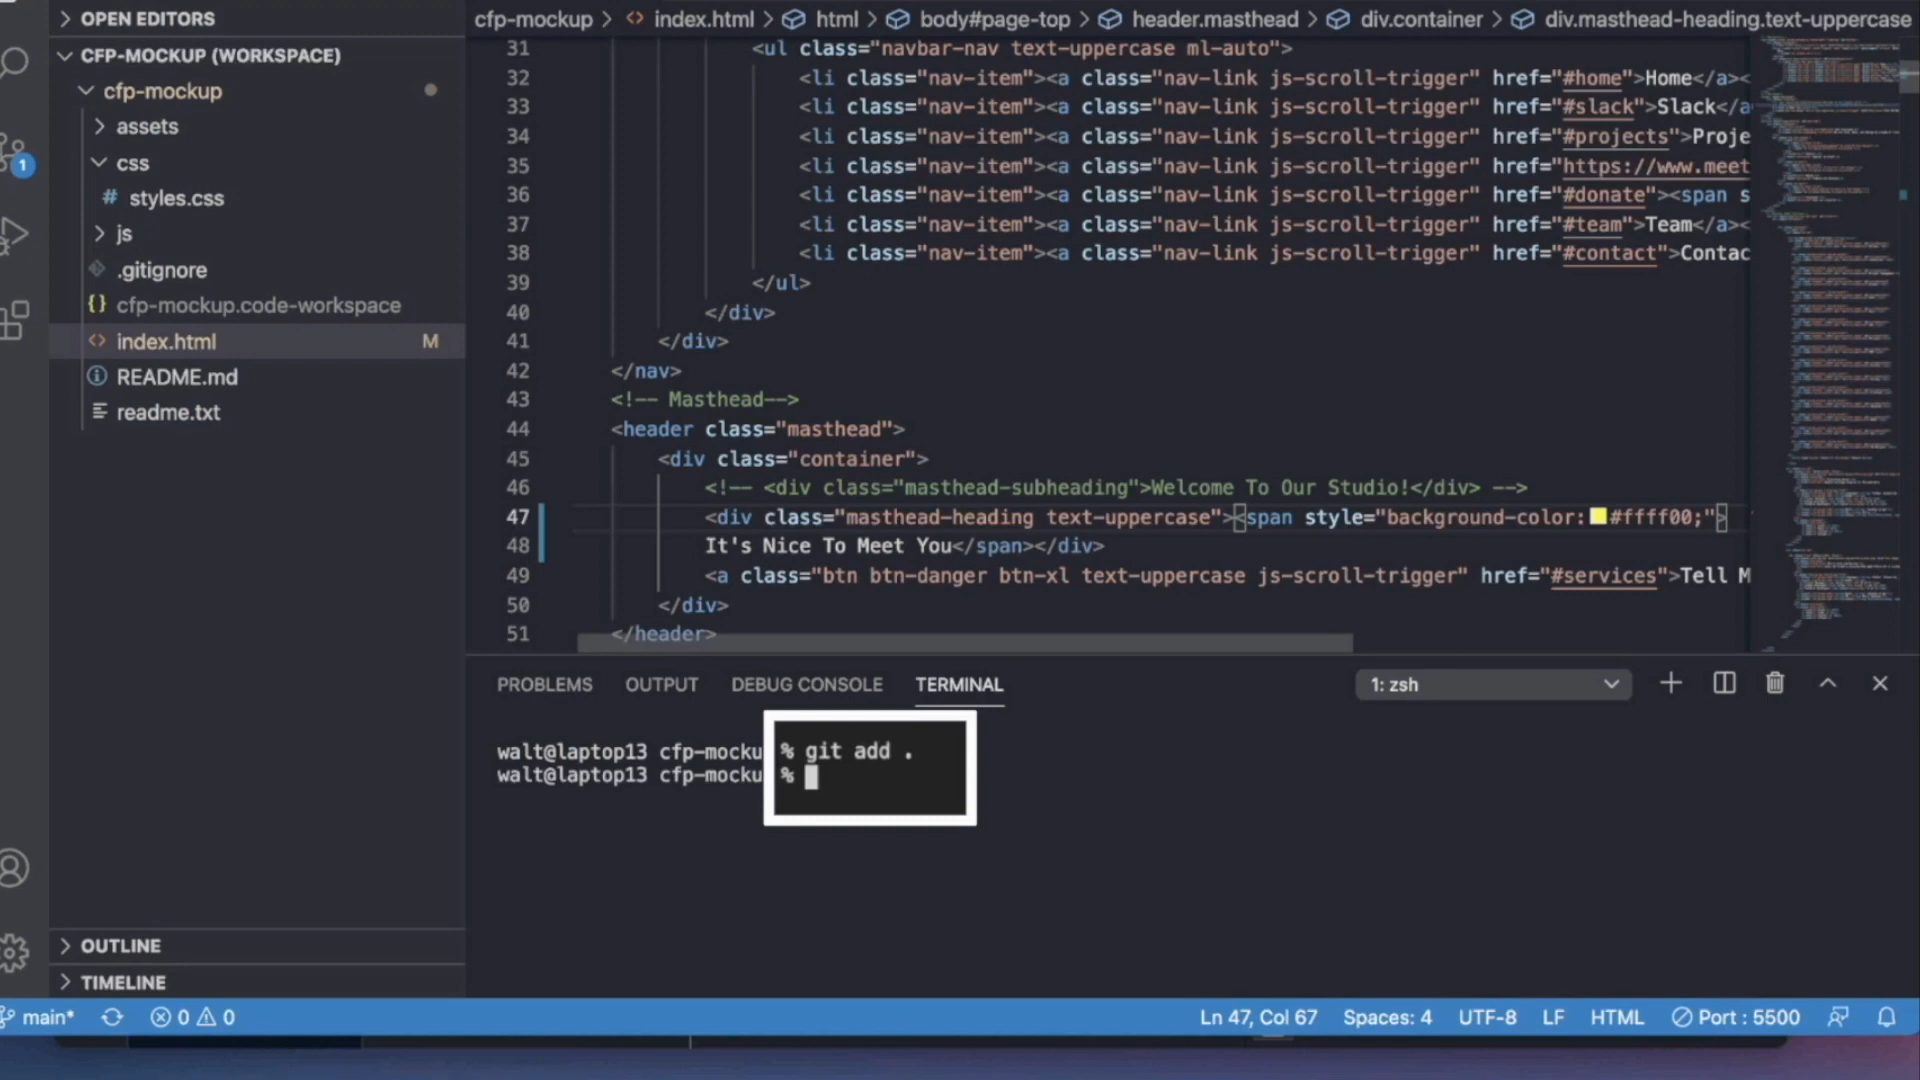 OPEN EDITORS
CFP-MOCKUP (WORKSPACE)
cfp-mockup
assets
css
# styles.css
js
.gitignore
{} cfp-mockup.code-workspace
<> index.html M
README.md
readme.txt
1
OUTLINE
TIMELINE
cfp-mockup > <> index.html > html > body#page-top > header.masthead > div.container > div.masthead-heading.text-uppercase
31 <ul class="navbar-nav text-uppercase ml-auto">
32 <li class="nav-item"><a class="nav-link js-scroll-trigger" href="#home">Home</a><
33 <li class="nav-item"><a class="nav-link js-scroll-trigger" href="#slack">Slack</a
34 <li class="nav-item"><a class="nav-link js-scroll-trigger" href="#projects">Proje
35 <li class="nav-item"><a class="nav-link js-scroll-trigger" href="https://www.meet
36 <li class="nav-item"><a class="nav-link js-scroll-trigger" href="#donate"><span s
37 <li class="nav-item"><a class="nav-link js-scroll-trigger" href="#team">Team</a><
38 <li class="nav-item"><a class="nav-link js-scroll-trigger" href="#contact">Contac
39 </ul>
40 </div>
41 </div>
42 </nav>
43 <!-- Masthead-->
44 <header class="masthead">
45 <div class="container">
46 <!-- <div class="masthead-subheading">Welcome To Our Studio!</div> -->
47 <div class="masthead-heading text-uppercase"><span style="background-color:#ffff00;">
48 It's Nice To Meet You</span></div>
49 <a class="btn btn-danger btn-xl text-uppercase js-scroll-trigger" href="#services">Tell M
50 </div>
51 </header>
PROBLEMS OUTPUT DEBUG CONSOLE TERMINAL 1: zsh
walt@laptop13 cfp-mocku % git add .
walt@laptop13 cfp-mocku %
main* 0 0 Ln 47, Col 67 Spaces: 4 UTF-8 LF HTML Port : 5500